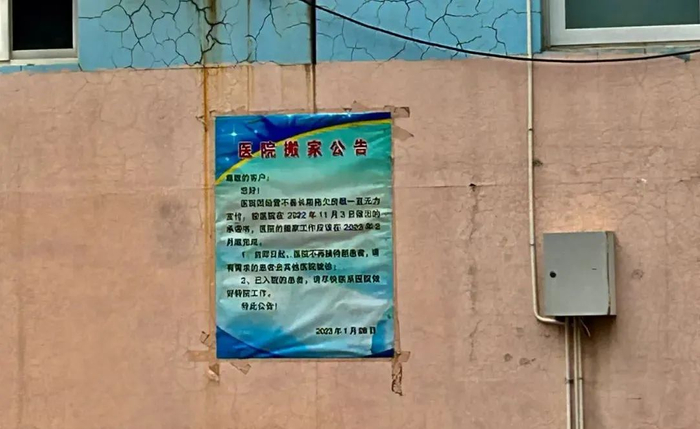 医院搬家公告
尊敬的客户：
您好！
医院因经营不善长期拖欠房租一直无力
支付，按医院在2022年11月3日做出的
承诺书，医院的搬家工作应该在2023年2
月底完成。
1、自即日起，医院不再接待新患者，请
有需求的患者去其他医院就诊；
2、已入院的患者，请尽快联系医院做
好转院工作。
特此公告！
2023年1月28日